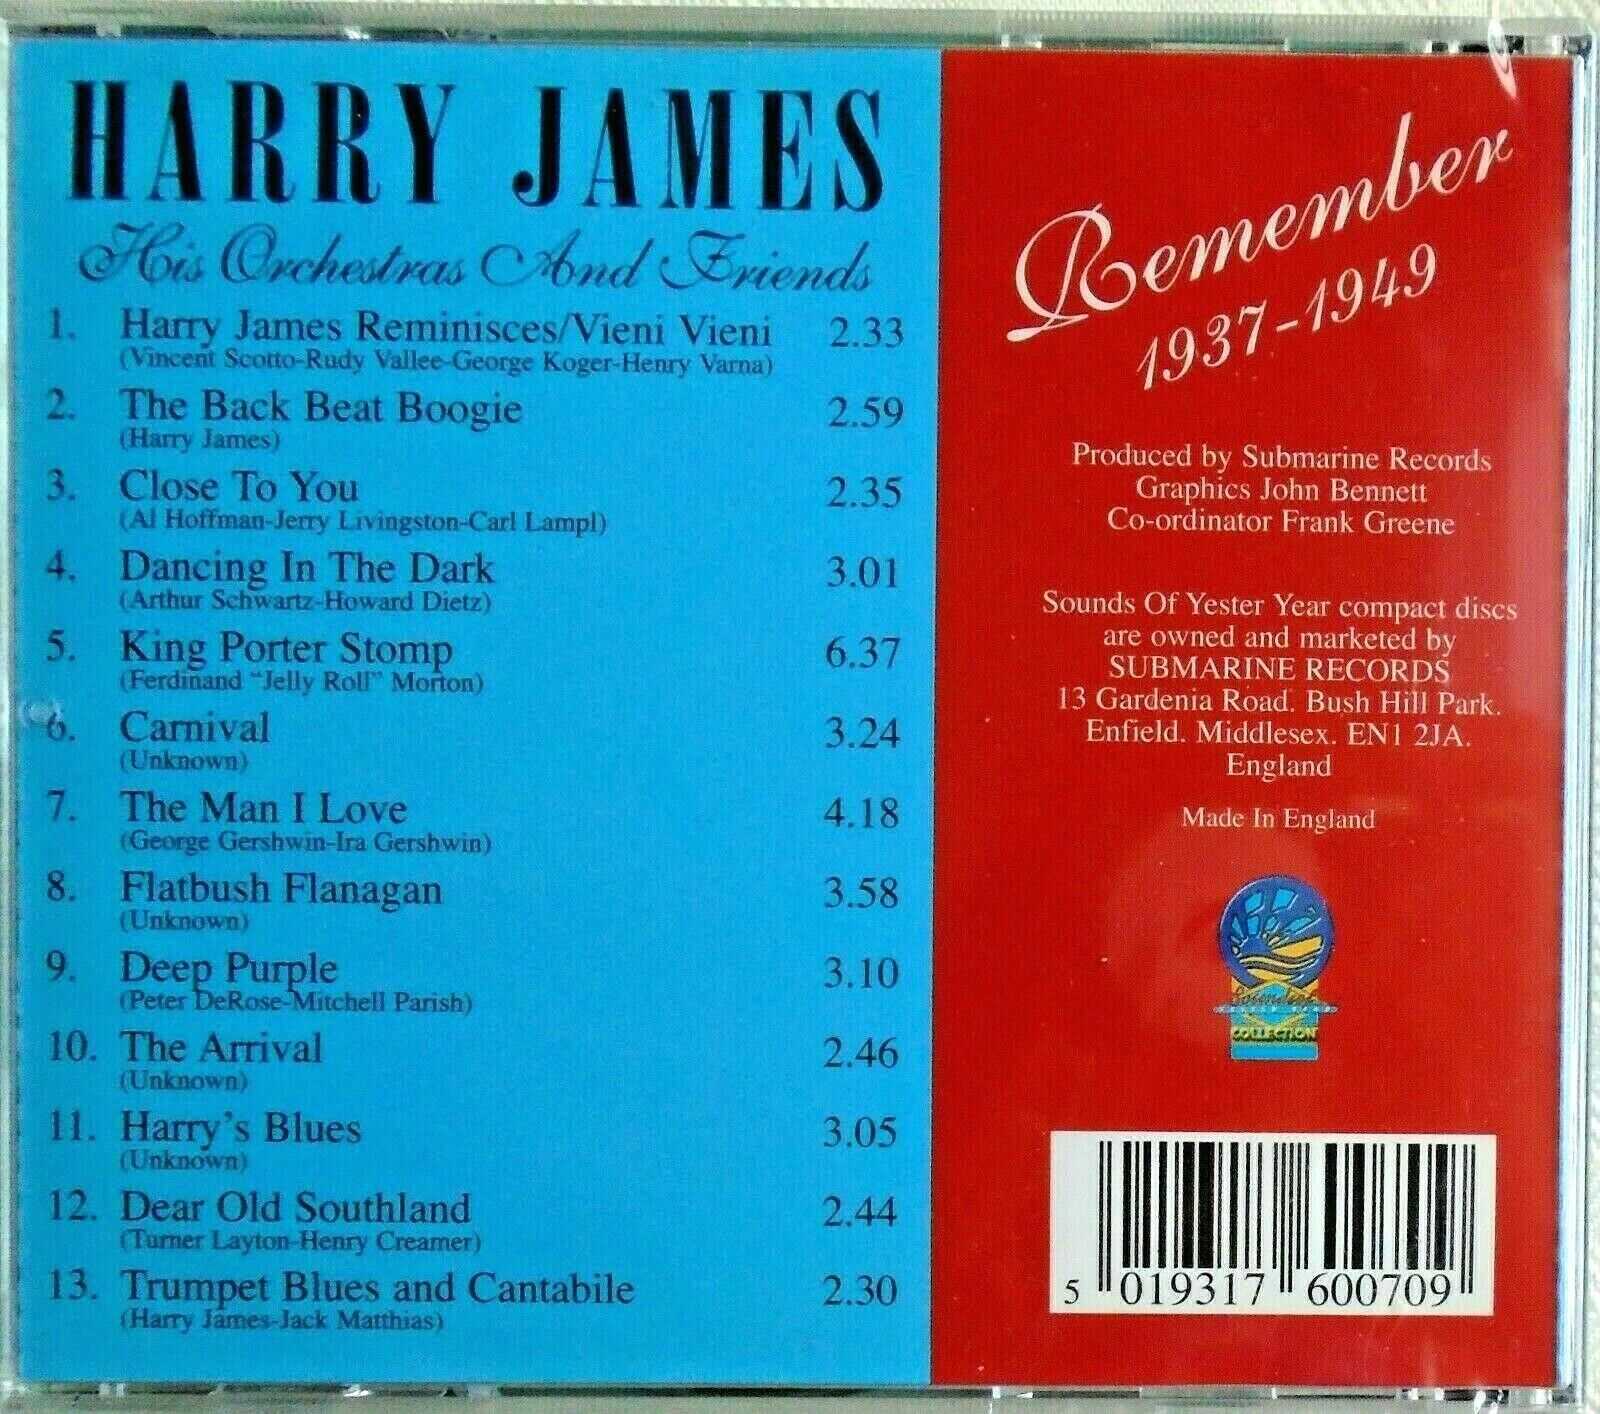 HARRY JAMES
His Orchestras And Friends
1. Harry James Reminisces/Vieni Vieni 2.33
(Vincent Scotto-Rudy Vallee-George Koger-Henry Varna)
2. The Back Beat Boogie 2.59
(Harry James)
3. Close To You 2.35
(Al Hoffman-Jerry Livingston-Carl Lampl)
4. Dancing In The Dark 3.01
(Arthur Schwartz-Howard Dietz)
5. King Porter Stomp 6.37
(Ferdinand "Jelly Roll" Morton)
6. Carnival 3.24
(Unknown)
7. The Man I Love 4.18
(George Gershwin-Ira Gershwin)
8. Flatbush Flanagan 3.58
(Unknown)
9. Deep Purple 3.10
(Peter DeRose-Mitchell Parish)
10. The Arrival 2.46
(Unknown)
11. Harry's Blues 3.05
(Unknown)
12. Dear Old Southland 2.44
(Turner Layton-Henry Creamer)
13. Trumpet Blues and Cantabile 2.30
(Harry James-Jack Matthias)
Remember
1937-1949
Produced by Submarine Records
Graphics John Bennett
Co-ordinator Frank Greene
Sounds Of Yester Year compact discs
are owned and marketed by
SUBMARINE RECORDS
13 Gardenia Road. Bush Hill Park.
Enfield. Middlesex. EN1 2JA.
England
Made In England
COLLECTION
5 019317 600709